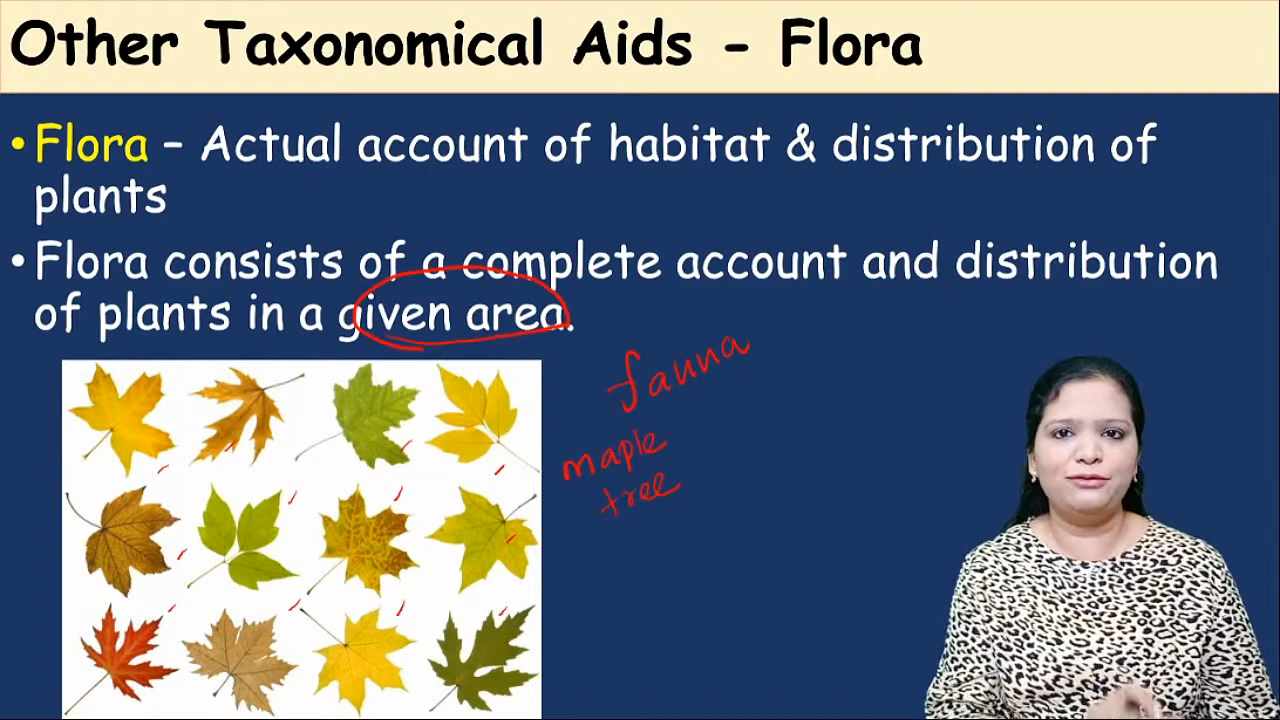 Other Taxonomical Aids - Flora
• Flora – Actual account of habitat & distribution of
plants
• Flora consists of a complete account and distribution
of plants in a given area.
fauna
maple
tree